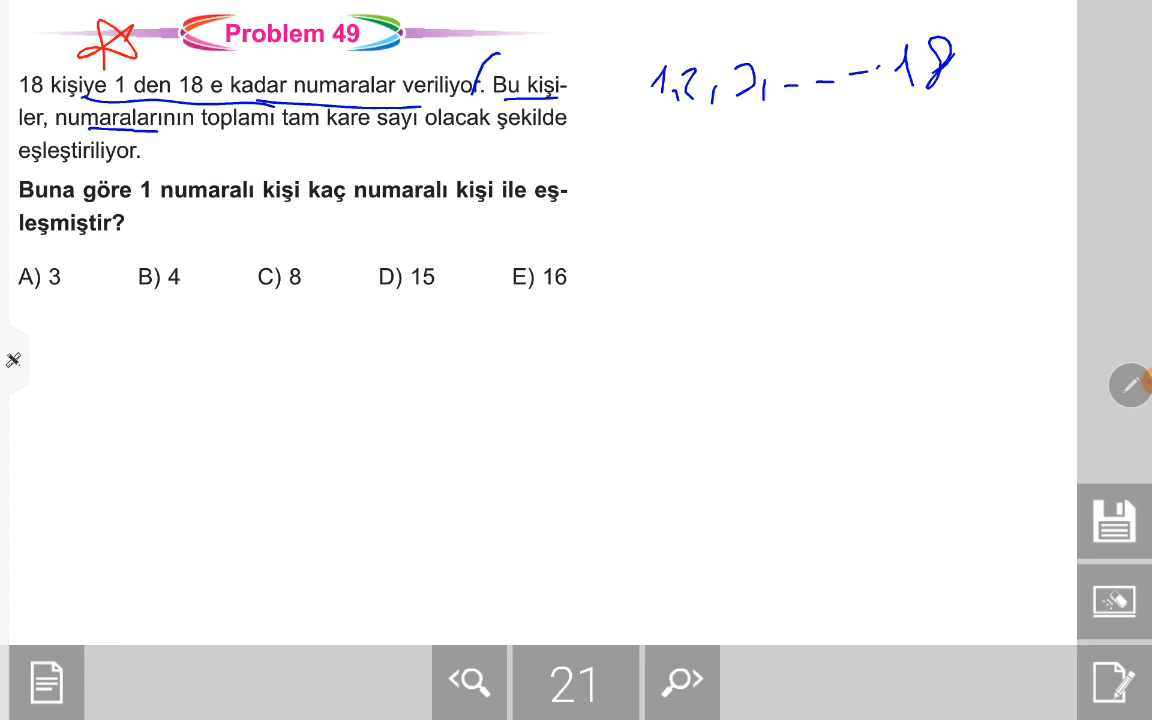 Problem 49
18 kişiye 1 den 18 e kadar numaralar veriliyor. Bu kişi-
ler, numaralarının toplamı tam kare sayı olacak şekilde
eşleştiriliyor.
Buna göre 1 numaralı kişi kaç numaralı kişi ile eş-
leşmiştir?
A) 3 B) 4 C) 8 D) 15 E) 16
1, 2, 3, - - - . 18
21